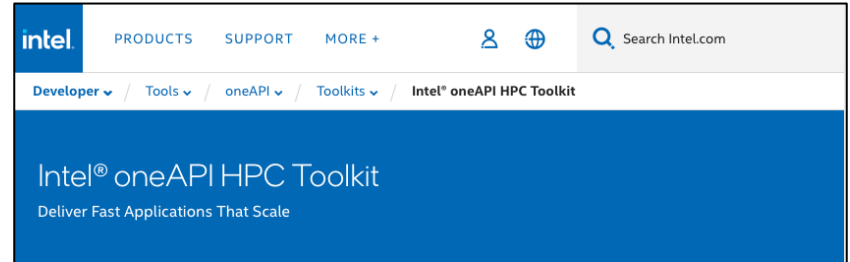 intel. PRODUCTS SUPPORT MORE + Search Intel.com
Developer / Tools / oneAPI / Toolkits / Intel® oneAPI HPC Toolkit
Intel® oneAPI HPC Toolkit
Deliver Fast Applications That Scale